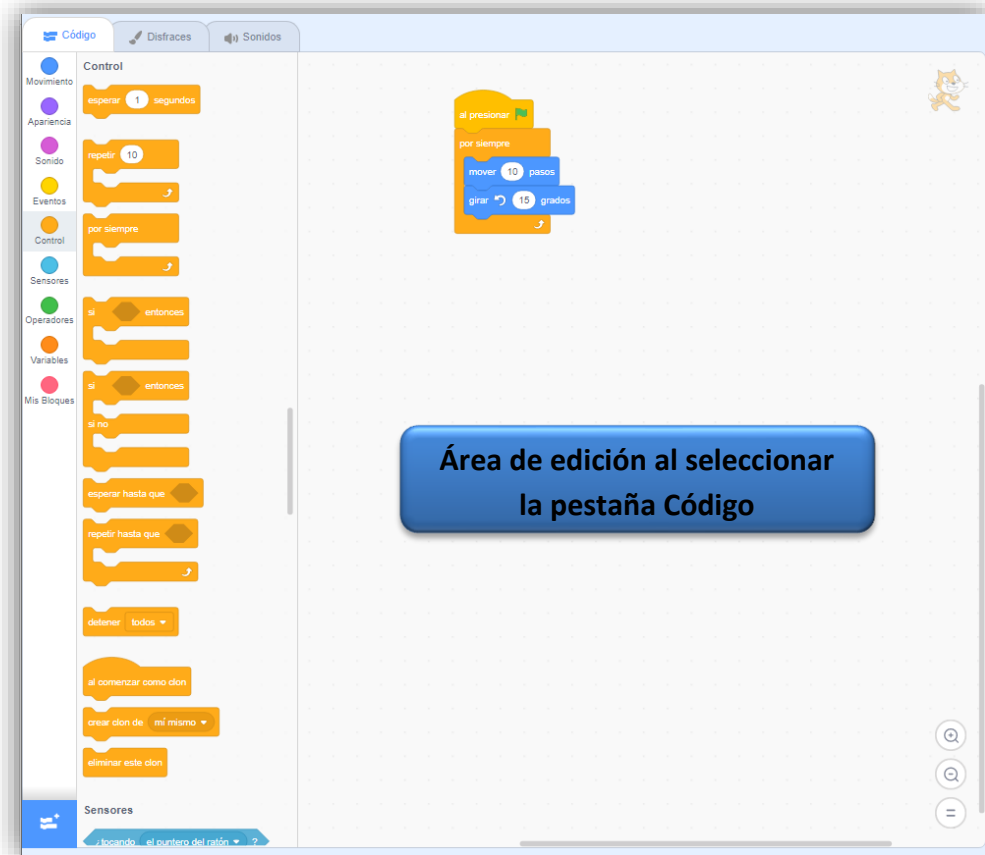 Código
Disfraces
Sonidos
Movimiento
Apariencia
Sonido
Eventos
Control
Sensores
Operadores
Variables
Mis Bloques
Control
esperar 1 segundos
repetir 10
por siempre
si entonces
si entonces
si no
esperar hasta que
repetir hasta que
detener todos
al comenzar como clon
crear clon de mí mismo
eliminar este clon
Sensores
¿tocando el puntero del ratón ?
al presionar
por siempre
mover 10 pasos
girar 15 grados
Área de edición al seleccionar
la pestaña Código